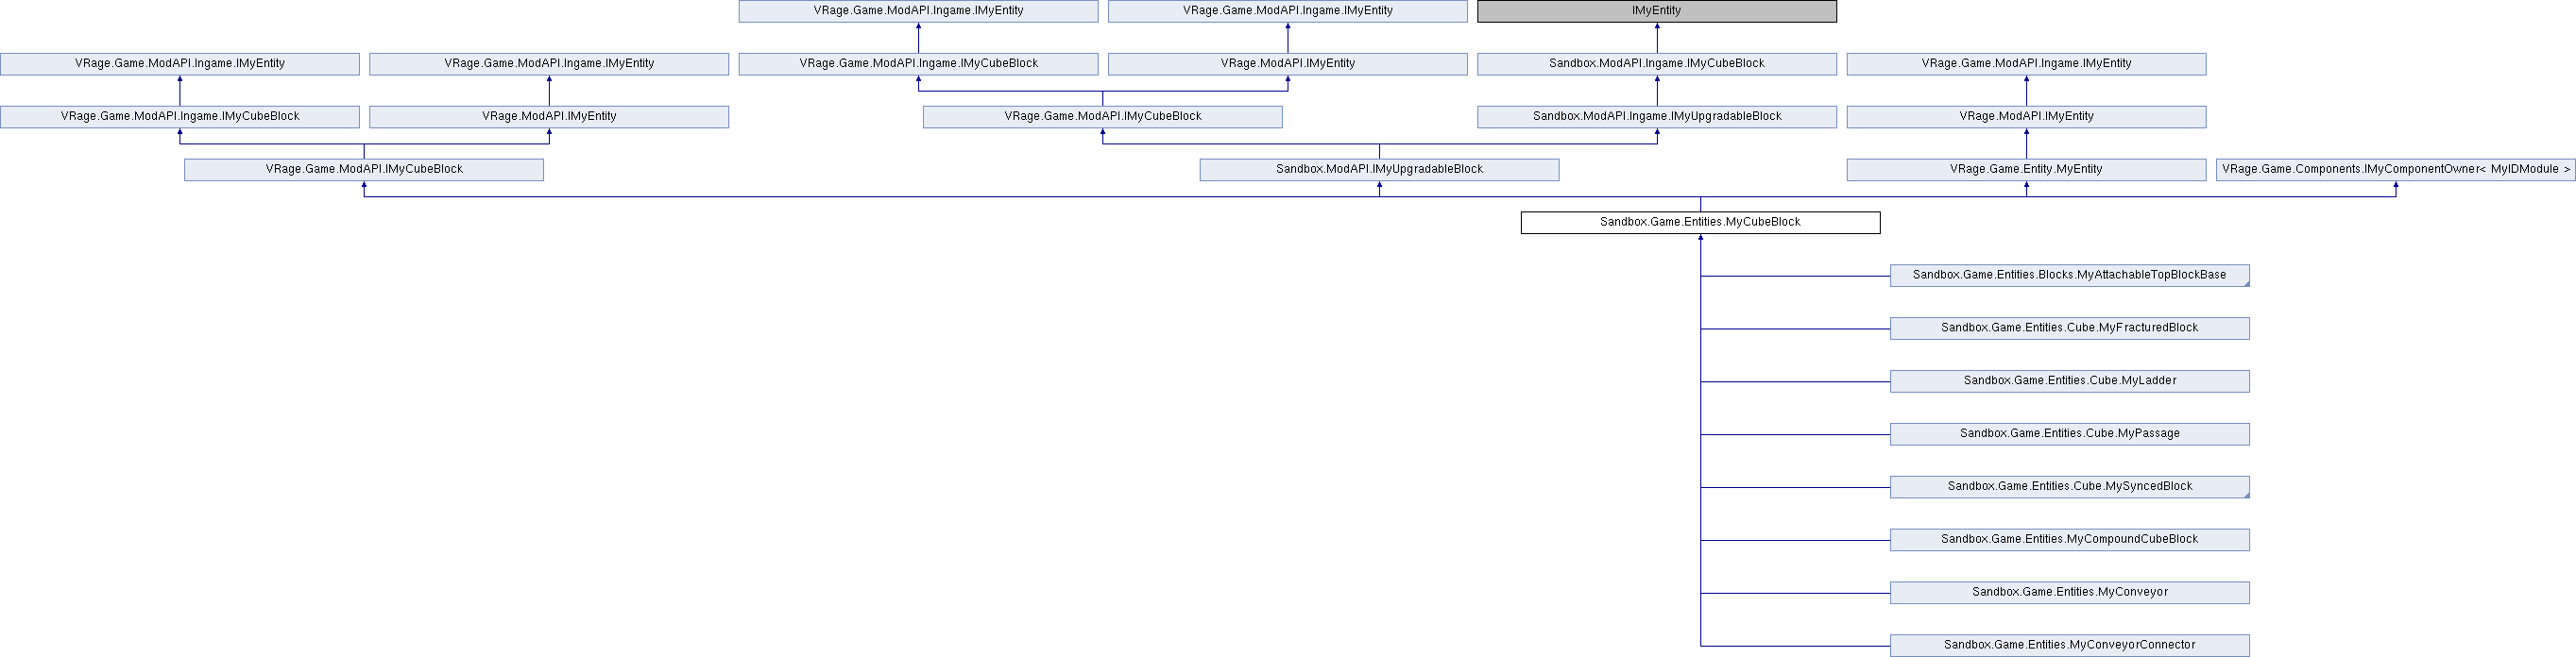 VRage.Game.ModAPI.Ingame.IMyEntity
VRage.Game.ModAPI.Ingame.IMyEntity
IMyEntity
VRage.Game.ModAPI.Ingame.IMyEntity
VRage.Game.ModAPI.Ingame.IMyEntity
VRage.Game.ModAPI.Ingame.IMyCubeBlock
VRage.ModAPI.IMyEntity
Sandbox.ModAPI.Ingame.IMyCubeBlock
VRage.Game.ModAPI.Ingame.IMyEntity
VRage.Game.ModAPI.Ingame.IMyCubeBlock
VRage.ModAPI.IMyEntity
VRage.Game.ModAPI.IMyCubeBlock
Sandbox.ModAPI.Ingame.IMyUpgradableBlock
VRage.ModAPI.IMyEntity
VRage.Game.ModAPI.IMyCubeBlock
Sandbox.ModAPI.IMyUpgradableBlock
VRage.Game.Entity.MyEntity
VRage.Game.Components.IMyComponentOwner< MyIDModule >
Sandbox.Game.Entities.MyCubeBlock
Sandbox.Game.Entities.Blocks.MyAttachableTopBlockBase
Sandbox.Game.Entities.Cube.MyFracturedBlock
Sandbox.Game.Entities.Cube.MyLadder
Sandbox.Game.Entities.Cube.MyPassage
Sandbox.Game.Entities.Cube.MySyncedBlock
Sandbox.Game.Entities.MyCompoundCubeBlock
Sandbox.Game.Entities.MyConveyor
Sandbox.Game.Entities.MyConveyorConnector